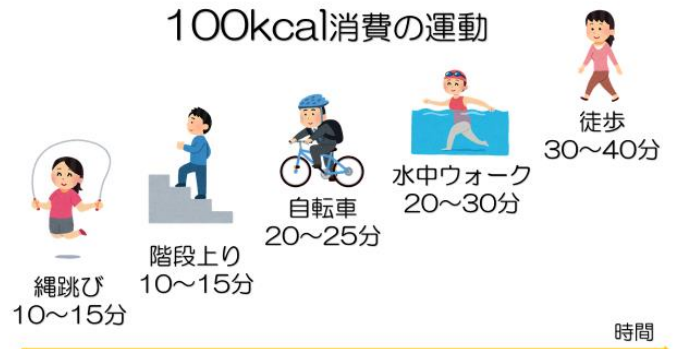 100kcal消費の運動
縄跳び
10〜15分
階段上り
10〜15分
自転車
20〜25分
水中ウォーク
20〜30分
徒歩
30〜40分
時間